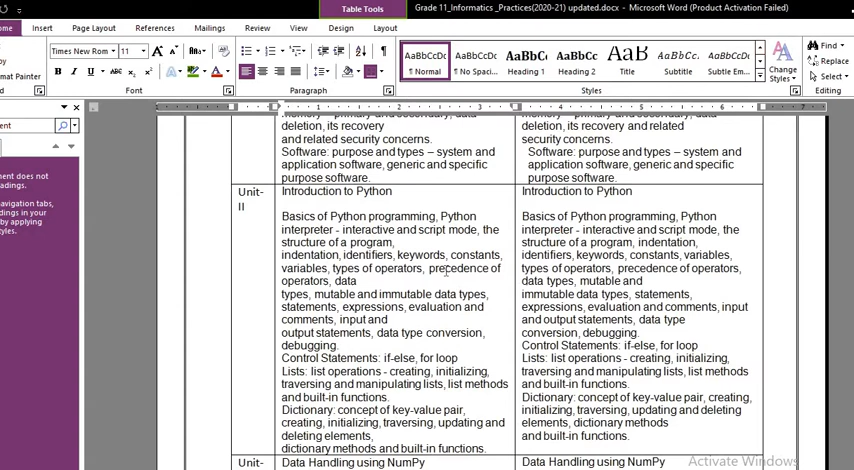 Table Tools
Grade 11_Informatics _Practices(2020-21) updated.docx - Microsoft Word (Product Activation Failed)
Insert
Page Layout
References
Mailings
Review
View
Design
Layout
Times New Rom
11
Format Painter
Font
Paragraph
AaBbCcDc
¶ Normal
AaBbCcDc
¶ No Spaci...
AaBbCc
Heading 1
AaBbCc
Heading 2
AaB
Title
AaBbCc.
Subtitle
AaBbCcDc
Subtle Em...
Change
Styles
Styles
Find
Replace
Select
memory - primary and secondary, data
deletion, its recovery
and related security concerns.
Software: purpose and types – system and
application software, generic and specific
purpose software.
deletion, its recovery and related
security concerns.
Software: purpose and types – system and
application software, generic and specific
purpose software.
Unit-
II
Introduction to Python
Basics of Python programming, Python
interpreter - interactive and script mode, the
structure of a program,
indentation, identifiers, keywords, constants,
variables, types of operators, precedence of
operators, data
types, mutable and immutable data types,
statements, expressions, evaluation and
comments, input and
output statements, data type conversion,
debugging.
Control Statements: if-else, for loop
Lists: list operations - creating, initializing,
traversing and manipulating lists, list methods
and built-in functions.
Dictionary: concept of key-value pair,
creating, initializing, traversing, updating and
deleting elements,
dictionary methods and built-in functions.
Introduction to Python
Basics of Python programming, Python
interpreter - interactive and script mode, the
structure of a program, indentation,
identifiers, keywords, constants, variables,
types of operators, precedence of operators,
data types, mutable and
immutable data types, statements,
expressions, evaluation and comments, input
and output statements, data type
conversion, debugging.
Control Statements: if-else, for loop
Lists: list operations - creating, initializing,
traversing and manipulating lists, list methods
and built-in functions.
Dictionary: concept of key-value pair, creating,
initializing, traversing, updating and deleting
elements, dictionary methods
and built-in functions.
Unit-
Data Handling using NumPy
Data Handling using NumPy
Activate Windows